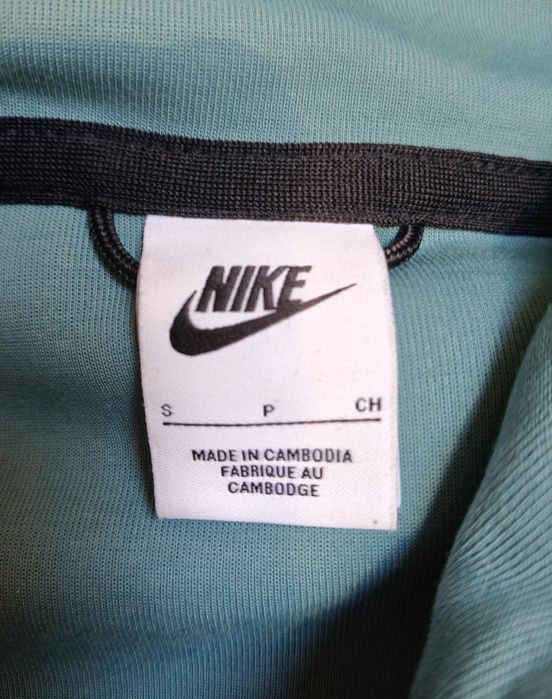 NIKE
S P CH
MADE IN CAMBODIA
FABRIQUE AU
CAMBODGE